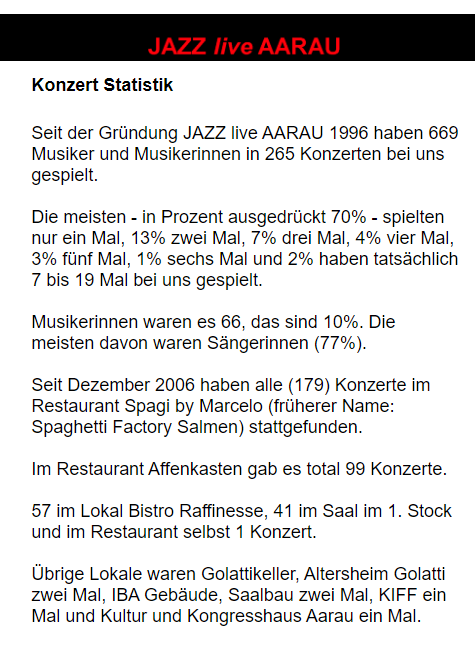 JAZZ live AARAU
Konzert Statistik
Seit der Gründung JAZZ live AARAU 1996 haben 669
Musiker und Musikerinnen in 265 Konzerten bei uns
gespielt.
Die meisten - in Prozent ausgedrückt 70% - spielten
nur ein Mal, 13% zwei Mal, 7% drei Mal, 4% vier Mal,
3% fünf Mal, 1% sechs Mal und 2% haben tatsächlich
7 bis 19 Mal bei uns gespielt.
Musikerinnen waren es 66, das sind 10%. Die
meisten davon waren Sängerinnen (77%).
Seit Dezember 2006 haben alle (179) Konzerte im
Restaurant Spagi by Marcelo (früherer Name:
Spaghetti Factory Salmen) stattgefunden.
Im Restaurant Affenkasten gab es total 99 Konzerte.
57 im Lokal Bistro Raffinesse, 41 im Saal im 1. Stock
und im Restaurant selbst 1 Konzert.
Übrige Lokale waren Golattikeller, Altersheim Golatti
zwei Mal, IBA Gebäude, Saalbau zwei Mal, KIFF ein
Mal und Kultur und Kongresshaus Aarau ein Mal.